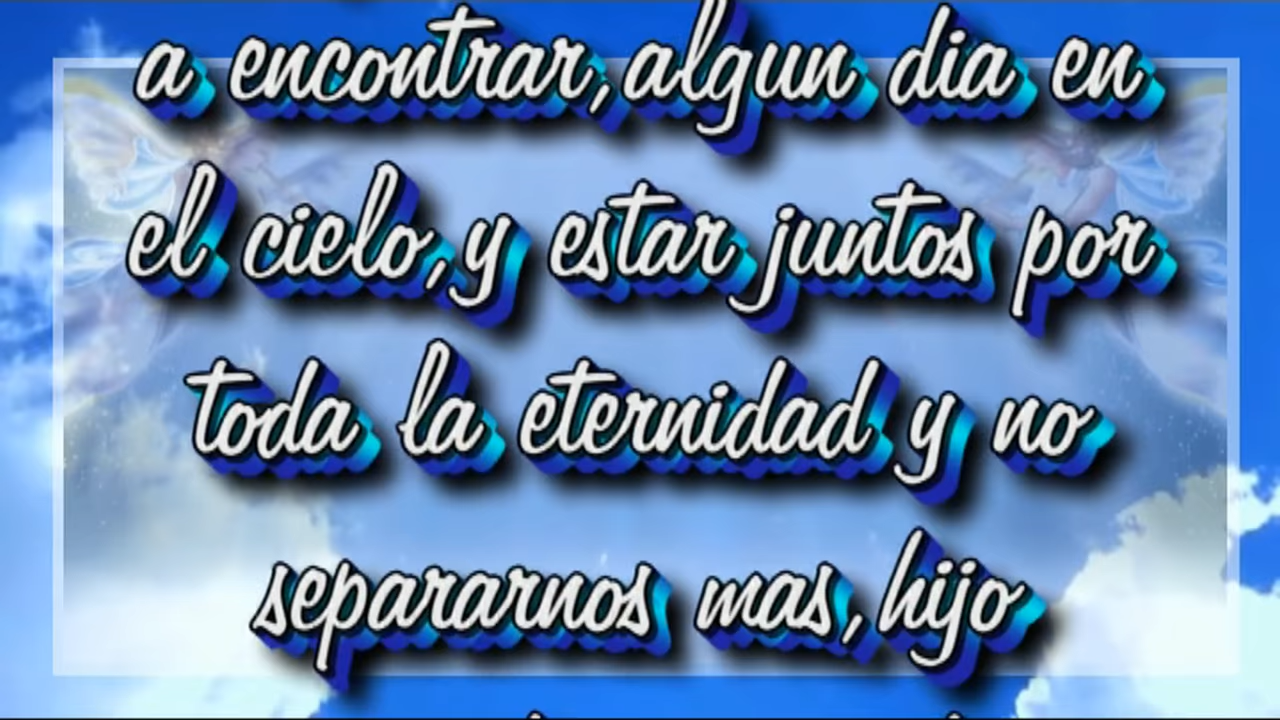 a encontrar, algun dia en
el cielo, y estar juntos por
toda la eternidad y no
separarnos mas, hijo